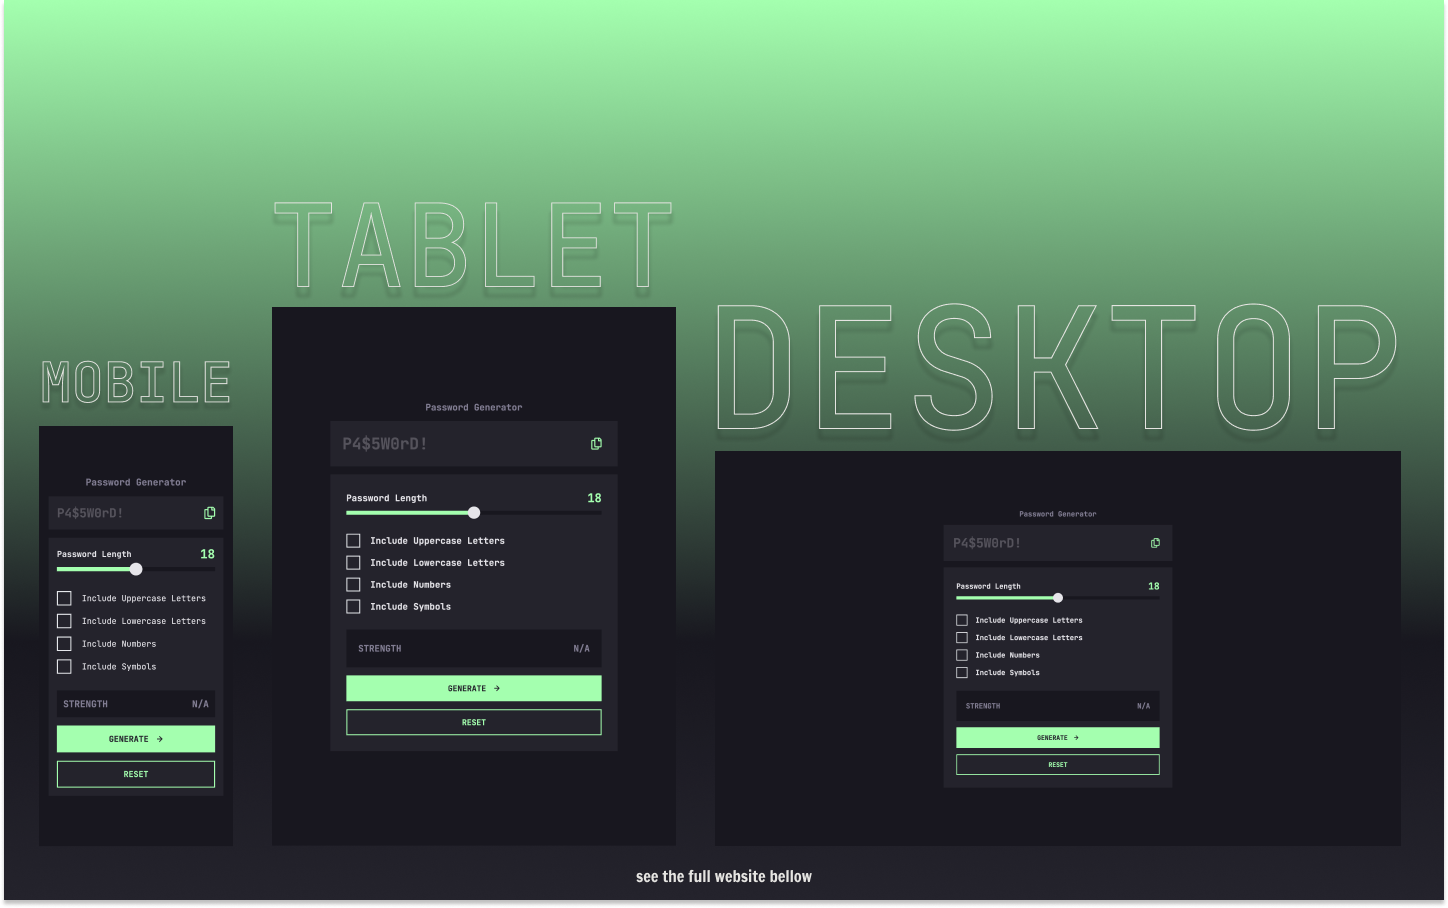 MOBILE
Password Generator
P4$5W0rD!
Password Length 18
Include Uppercase Letters
Include Lowercase Letters
Include Numbers
Include Symbols
STRENGTH N/A
GENERATE →
RESET
TABLET
Password Generator
P4$5W0rD!
Password Length 18
Include Uppercase Letters
Include Lowercase Letters
Include Numbers
Include Symbols
STRENGTH N/A
GENERATE →
RESET
DESKTOP
Password Generator
P4$5W0rD!
Password Length 18
Include Uppercase Letters
Include Lowercase Letters
Include Numbers
Include Symbols
STRENGTH N/A
GENERATE →
RESET
see the full website bellow